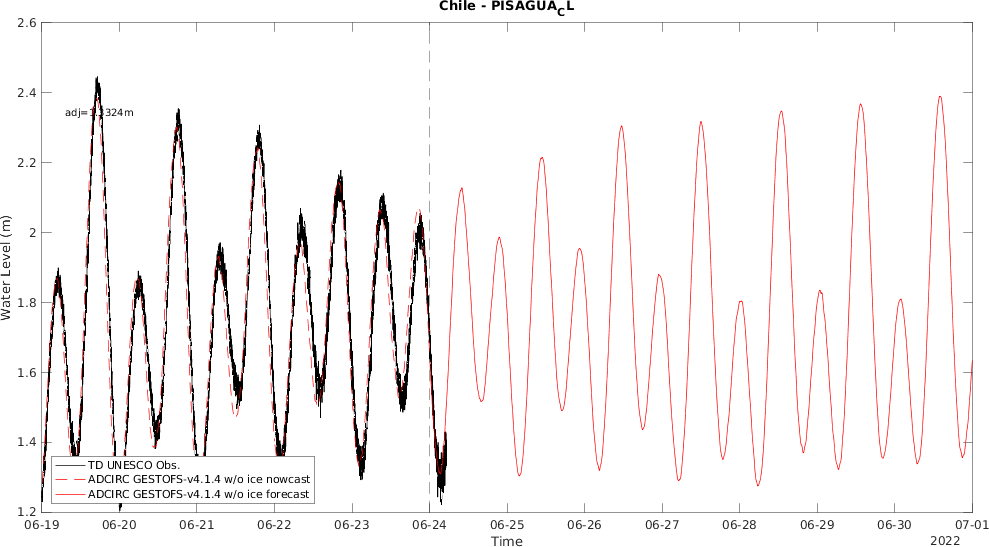 Chile - PISAGUA_CL
2.6
2.4
2.2
2
1.8
1.6
1.4
1.2
Water Level (m)
TD UNESCO Obs.
ADCIRC GESTOFS-v4.1.4 w/o ice nowcast
ADCIRC GESTOFS-v4.1.4 w/o ice forecast
06-19 06-20 06-21 06-22 06-23 06-24 06-25 06-26 06-27 06-28 06-29 06-30 07-01
Time
2022